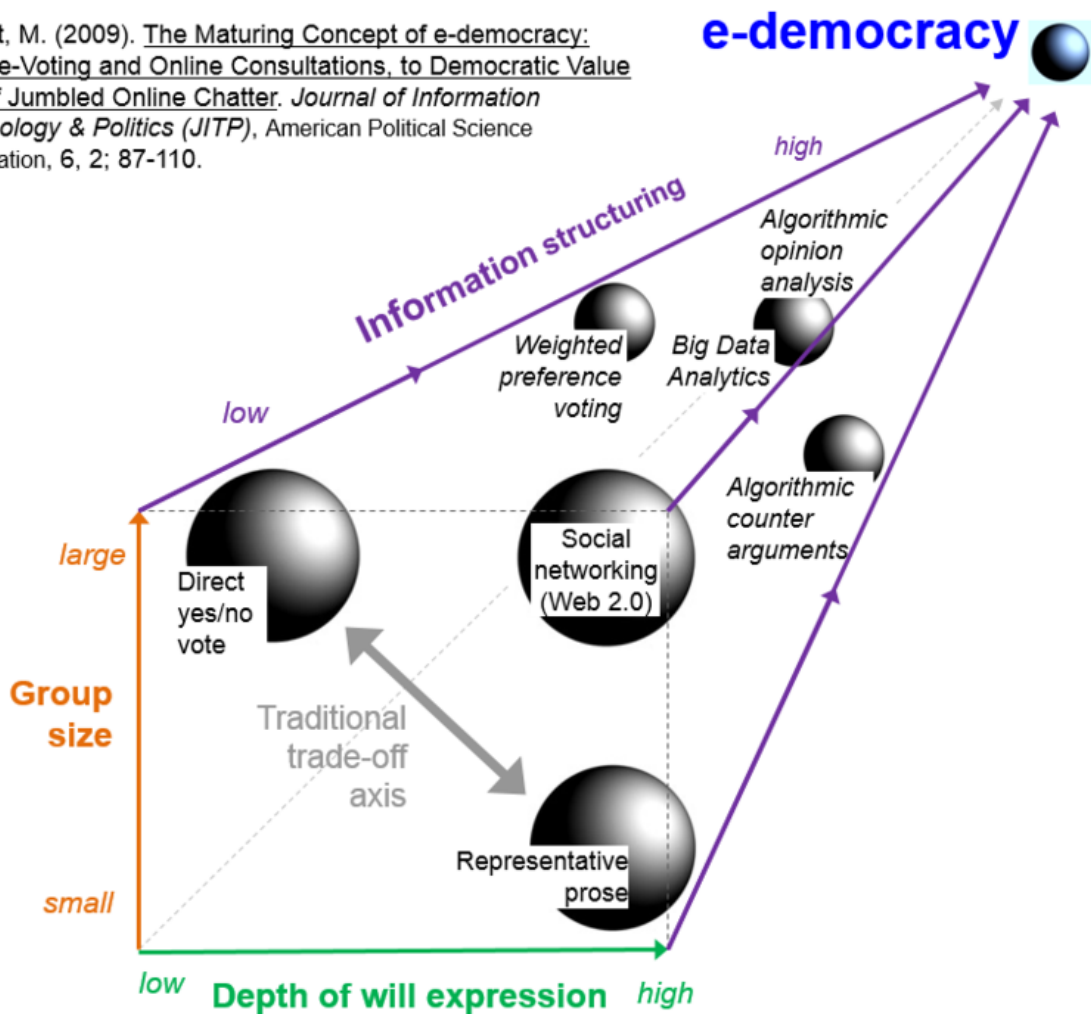 t, M. (2009). The Maturing Concept of e-democracy:
e-Voting and Online Consultations, to Democratic Value
f Jumbled Online Chatter. Journal of Information
ology & Politics (JITP), American Political Science
ation, 6, 2; 87-110.
e-democracy
high
Information structuring
low
Algorithmic
opinion
analysis
Weighted
preference
voting
Big Data
Analytics
Algorithmic
counter
arguments
large
Direct
yes/no
vote
Social
networking
(Web 2.0)
Group
size
Traditional
trade-off
axis
Representative
prose
small
low
Depth of will expression
high